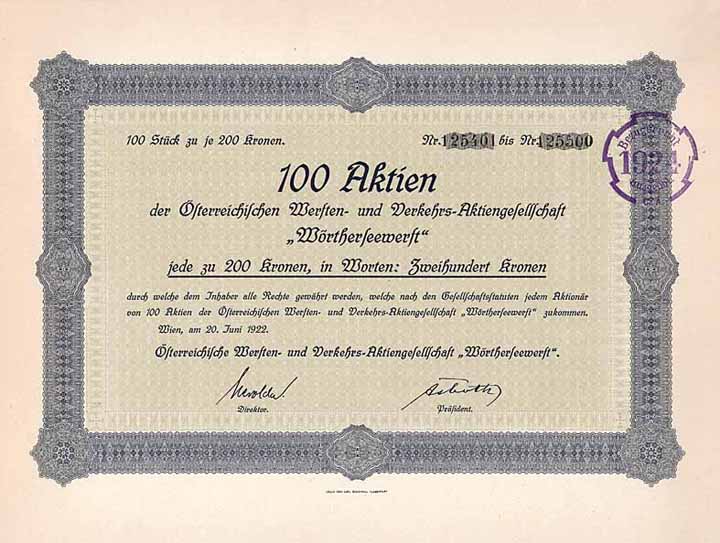 100 Stück zu je 200 Kronen. Nr. 125401 bis Nr. 125500
Bezugsrecht
1924
ausgeübt
100 Aktien
der Österreichischen Werften- und Verkehrs-Aktiengesellschaft
„Wörtherseewerft“
jede zu 200 Kronen, in Worten: Zweihundert Kronen
durch welche dem Inhaber alle Rechte gewährt werden, welche nach den Gesellschaftsstatuten jedem Aktionär
von 100 Aktien der Österreichischen Werften- und Verkehrs-Aktiengesellschaft „Wörtherseewerft“ zukommen.
Wien, am 20. Juni 1922.
Österreichische Werften- und Verkehrs-Aktiengesellschaft „Wörtherseewerft“.
Direktor. Präsident.